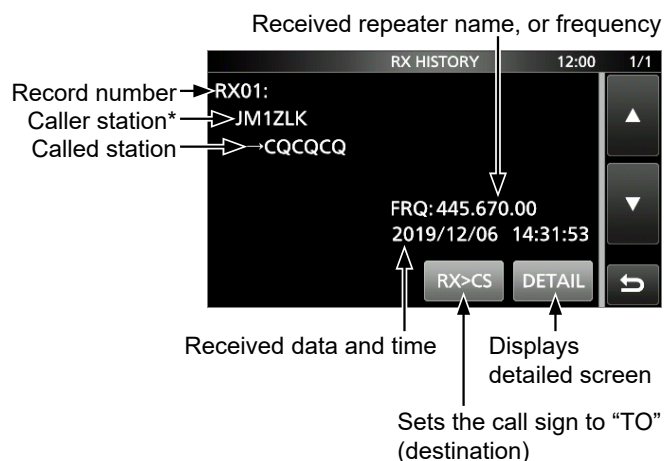 Received repeater name, or frequency
RX HISTORY 12:00 1/1
Record number RX01:
Caller station* JM1ZLK
Called station →CQCQCQ
FRQ: 445.670.00
2019/12/06 14:31:53
RX>CS DETAIL
Received data and time
Displays
detailed screen
Sets the call sign to “TO”
(destination)